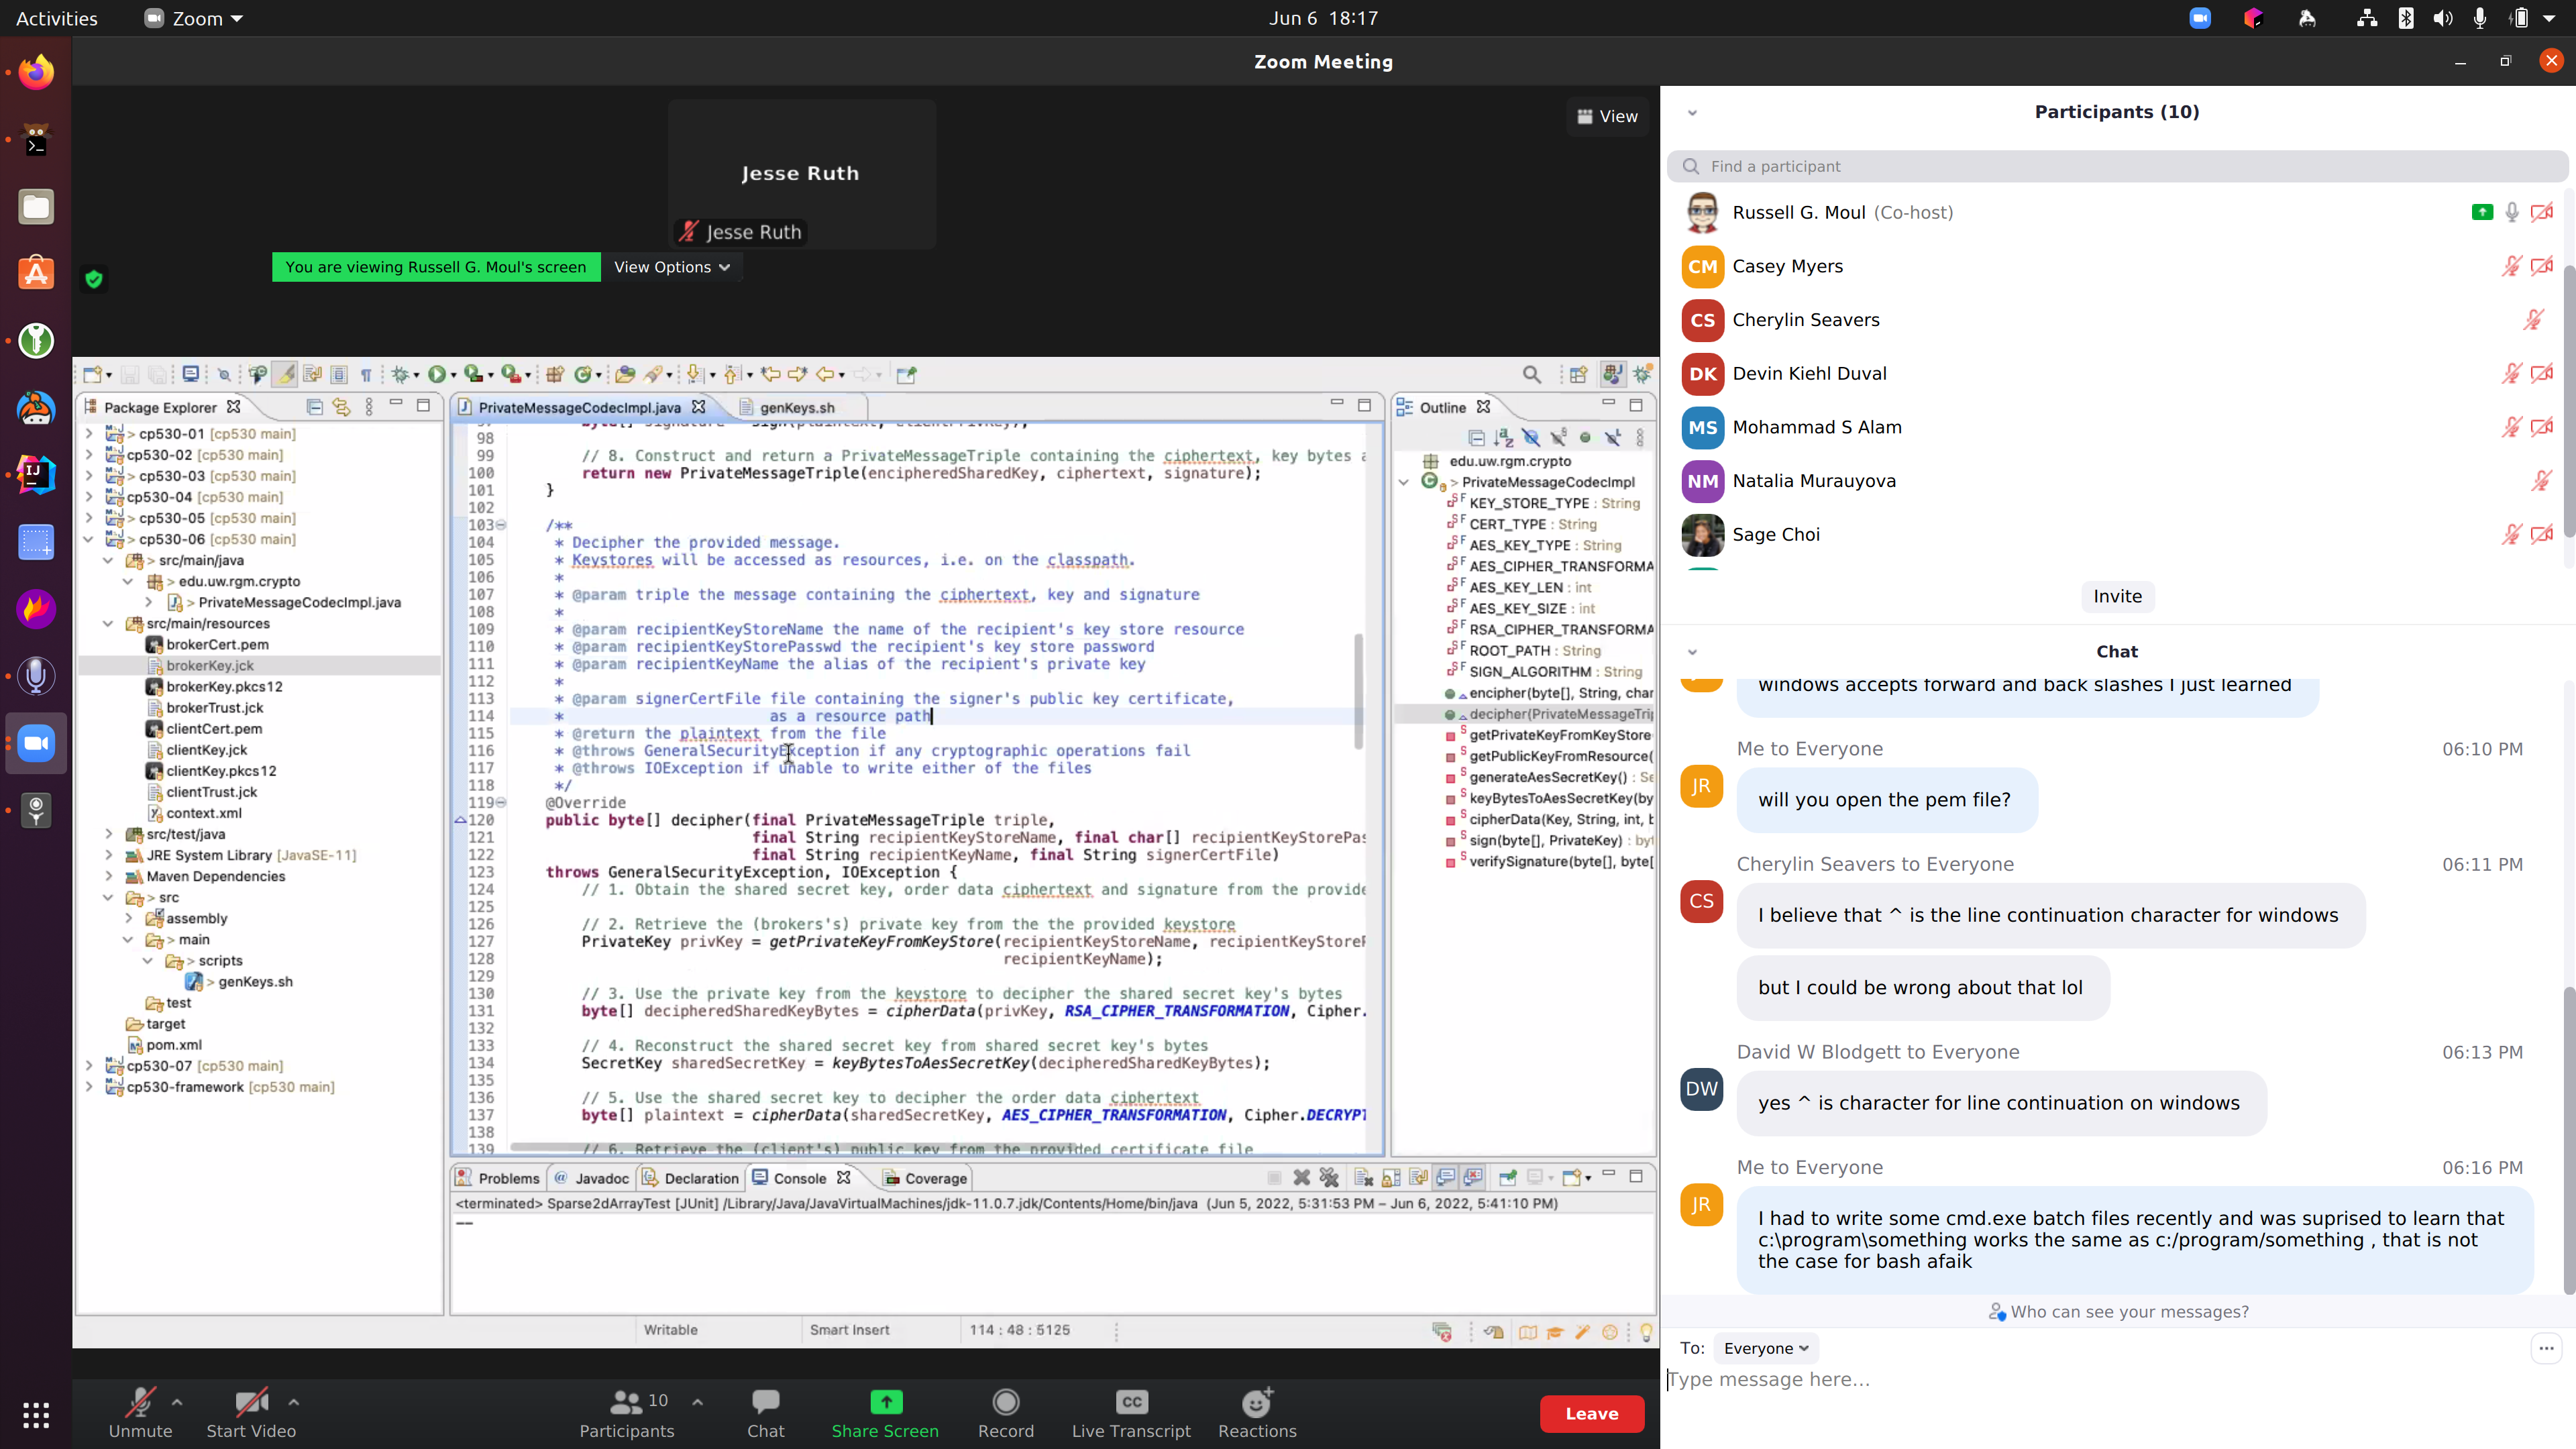 Activities
Zoom
Jun 6 18:17
Zoom Meeting
Jesse Ruth
Jesse Ruth
View
You are viewing Russell G. Moul's screen
View Options
Package Explorer
> cp530-01 [cp530 main]
> cp530-02 [cp530 main]
> cp530-03 [cp530 main]
> cp530-04 [cp530 main]
> cp530-05 [cp530 main]
> cp530-06 [cp530 main]
> src/main/java
> edu.uw.rgm.crypto
> PrivateMessageCodecImpl.java
src/main/resources
brokerCert.pem
brokerKey.jck
brokerKey.pkcs12
brokerTrust.jck
clientCert.pem
clientKey.jck
clientKey.pkcs12
clientTrust.jck
context.xml
src/test/java
JRE System Library [JavaSE-11]
Maven Dependencies
> src
assembly
> main
> scripts
> genKeys.sh
test
target
pom.xml
cp530-07 [cp530 main]
cp530-framework [cp530 main]
PrivateMessageCodecImpl.java
genKeys.sh
98
99 // 8. Construct and return a PrivateMessageTriple containing the ciphertext, key bytes a
100 return new PrivateMessageTriple(encipheredSharedKey, ciphertext, signature);
101 }
102
103 /**
104 * Decipher the provided message.
105 * Keystores will be accessed as resources, i.e. on the classpath.
106 *
107 * @param triple the message containing the ciphertext, key and signature
108 *
109 * @param recipientKeyStoreName the name of the recipient's key store resource
110 * @param recipientKeyStorePasswd the recipient's key store password
111 * @param recipientKeyName the alias of the recipient's private key
112 *
113 * @param signerCertFile file containing the signer's public key certificate,
114 * as a resource path
115 * @return the plaintext from the file
116 * @throws GeneralSecurityException if any cryptographic operations fail
117 * @throws IOException if unable to write either of the files
118 */
119 @Override
120 public byte[] decipher(final PrivateMessageTriple triple,
121 final String recipientKeyStoreName, final char[] recipientKeyStorePas
122 final String recipientKeyName, final String signerCertFile)
123 throws GeneralSecurityException, IOException {
124 // 1. Obtain the shared secret key, order data ciphertext and signature from the provide
125
126 // 2. Retrieve the (brokers's) private key from the the provided keystore
127 PrivateKey privKey = getPrivateKeyFromKeyStore(recipientKeyStoreName, recipientKeyStoreP
128 recipientKeyName);
129
130 // 3. Use the private key from the keystore to decipher the shared secret key's bytes
131 byte[] decipheredSharedKeyBytes = cipherData(privKey, RSA_CIPHER_TRANSFORMATION, Cipher.
132
133 // 4. Reconstruct the shared secret key from shared secret key's bytes
134 SecretKey sharedSecretKey = keyBytesToAesSecretKey(decipheredSharedKeyBytes);
135
136 // 5. Use the shared secret key to decipher the order data ciphertext
137 byte[] plaintext = cipherData(sharedSecretKey, AES_CIPHER_TRANSFORMATION, Cipher.DECRYPT
138
139 // 6. Retrieve the (client's) public key from the provided certificate file
Outline
edu.uw.rgm.crypto
> PrivateMessageCodecImpl
KEY_STORE_TYPE : String
CERT_TYPE : String
AES_KEY_TYPE : String
AES_CIPHER_TRANSFORMA
AES_KEY_LEN : int
AES_KEY_SIZE : int
RSA_CIPHER_TRANSFORMA
ROOT_PATH : String
SIGN_ALGORITHM : String
encipher(byte[], String, char
decipher(PrivateMessageTrip
getPrivateKeyFromKeyStore
getPublicKeyFromResource(
generateAesSecretKey() : Se
keyBytesToAesSecretKey(by
cipherData(Key, String, int, b
sign(byte[], PrivateKey) : byt
verifySignature(byte[], byte[
Problems
@ Javadoc
Declaration
Console
Coverage
<terminated> Sparse2dArrayTest [JUnit] /Library/Java/JavaVirtualMachines/jdk-11.0.7.jdk/Contents/Home/bin/java (Jun 5, 2022, 5:31:53 PM – Jun 6, 2022, 5:41:10 PM)
--
Writable
Smart Insert
114 : 48 : 5125
Unmute
Start Video
10
Participants
Chat
Share Screen
Record
CC
Live Transcript
Reactions
Leave
Participants (10)
Find a participant
Russell G. Moul (Co-host)
CM Casey Myers
CS Cherylin Seavers
DK Devin Kiehl Duval
MS Mohammad S Alam
NM Natalia Murauyova
Sage Choi
Invite
Chat
windows accepts forward and back slashes I just learned
Me to Everyone 06:10 PM
JR
will you open the pem file?
Cherylin Seavers to Everyone 06:11 PM
CS
I believe that ^ is the line continuation character for windows
but I could be wrong about that lol
David W Blodgett to Everyone 06:13 PM
DW
yes ^ is character for line continuation on windows
Me to Everyone 06:16 PM
JR
I had to write some cmd.exe batch files recently and was suprised to learn that
c:\program\something works the same as c:/program/something , that is not
the case for bash afaik
Who can see your messages?
To: Everyone
Type message here...